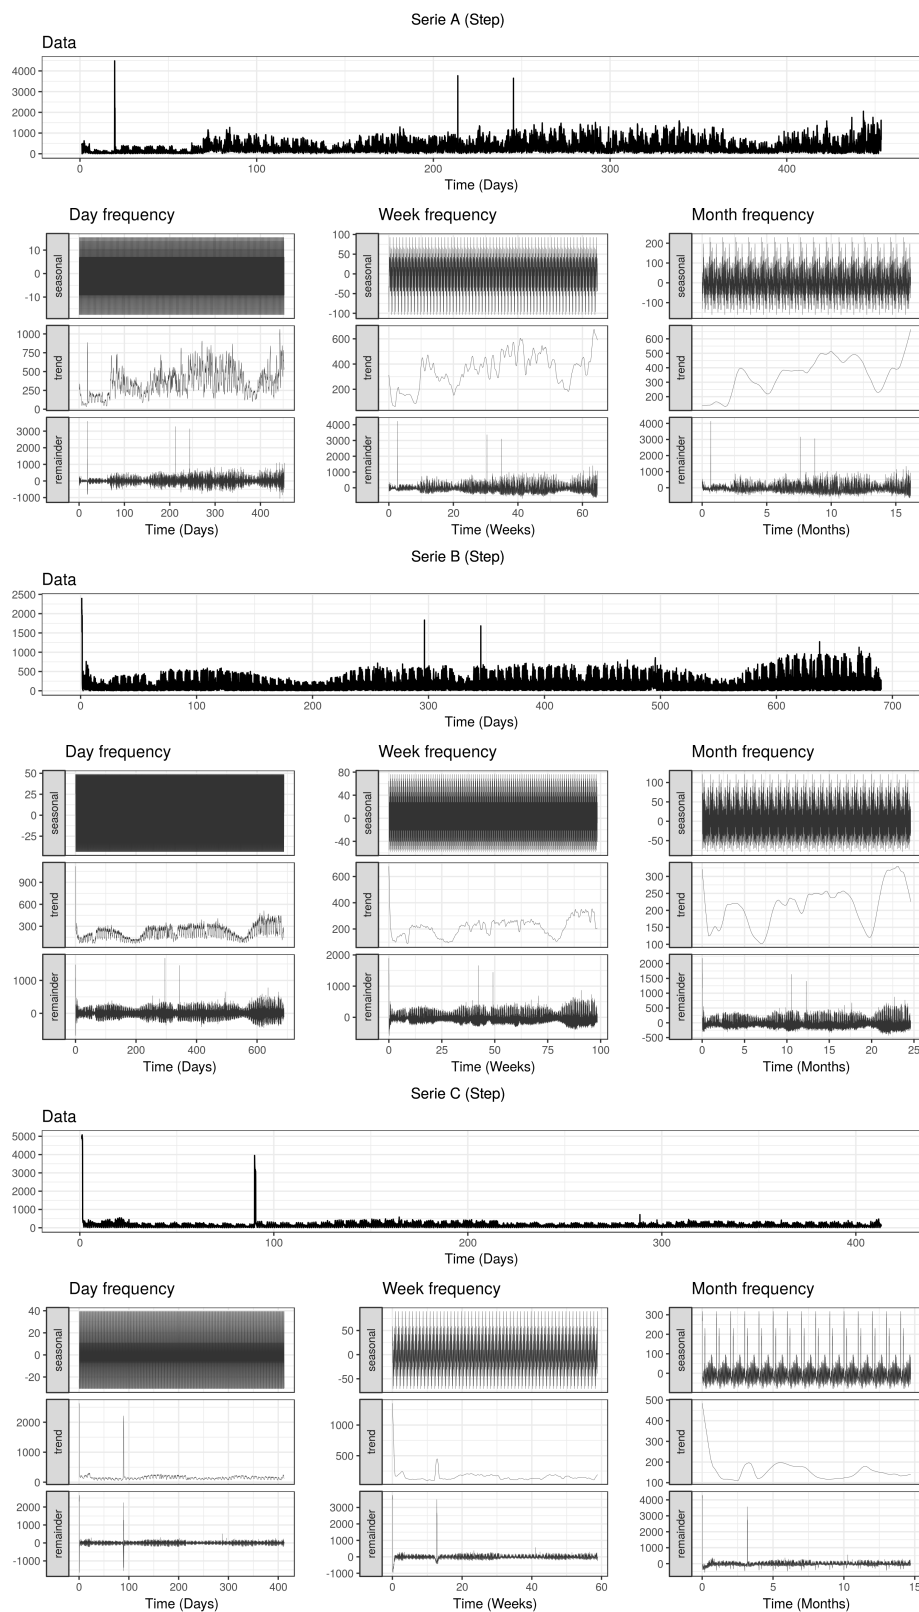 Serie A (Step)
Data
4000
3000
2000
1000
0
0 100 200 300 400
Time (Days)
Day frequency Week frequency Month frequency
seasonal 10 0 -10
seasonal 100 50 0 -50 -100
seasonal 200 100 0 -100
trend 1000 750 500 250 0
trend 600 400 200
trend 600 500 400 300 200
remainder 3000 2000 1000 0 -1000
remainder 4000 3000 2000 1000 0
remainder 4000 3000 2000 1000 0
0 100 200 300 400
0 20 40 60
0 5 10 15
Time (Days) Time (Weeks) Time (Months)
Serie B (Step)
Data
2500
2000
1500
1000
500
0
0 100 200 300 400 500 600 700
Time (Days)
Day frequency Week frequency Month frequency
seasonal 50 25 0 -25
seasonal 80 40 0 -40
seasonal 100 50 0 -50
trend 900 600 300
trend 600 400 200
trend 300 250 200 150 100
remainder 1000 0
remainder 2000 1000 0
remainder 2000 1500 1000 500 0 -500
0 200 400 600
0 25 50 75 100
0 5 10 15 20 25
Time (Days) Time (Weeks) Time (Months)
Serie C (Step)
Data
5000
4000
3000
2000
1000
0
0 100 200 300 400
Time (Days)
Day frequency Week frequency Month frequency
seasonal 40 20 0 -20
seasonal 50 0 -50
seasonal 300 200 100 0
trend 2000 1000 0
trend 1000 500
trend 500 400 300 200 100
remainder 2000 1000 0 -1000
remainder 3000 2000 1000 0 -1000
remainder 4000 3000 2000 1000 0
0 100 200 300 400
0 20 40 60
0 5 10 15
Time (Days) Time (Weeks) Time (Months)